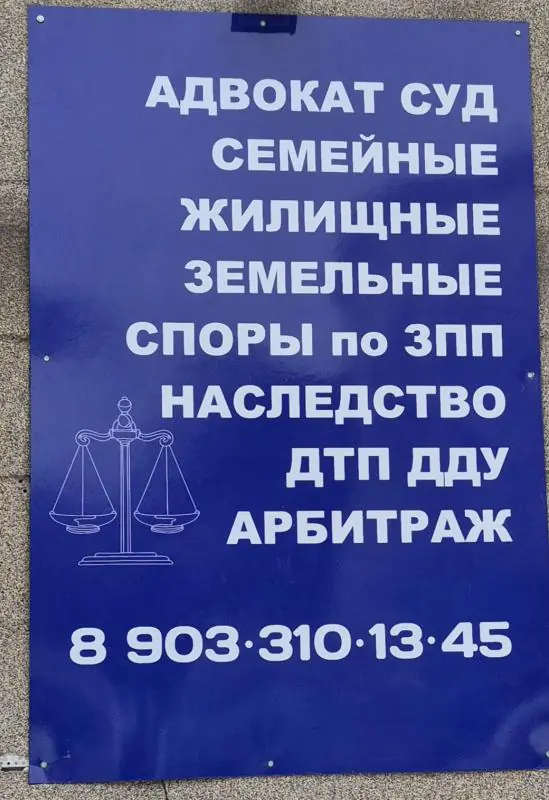 АДВОКАТ СУД
СЕМЕЙНЫЕ
ЖИЛИЩНЫЕ
ЗЕМЕЛЬНЫЕ
СПОРЫ по ЗПП
НАСЛЕДСТВО
ДТП ДДУ
АРБИТРАЖ
8 903·310·13·45